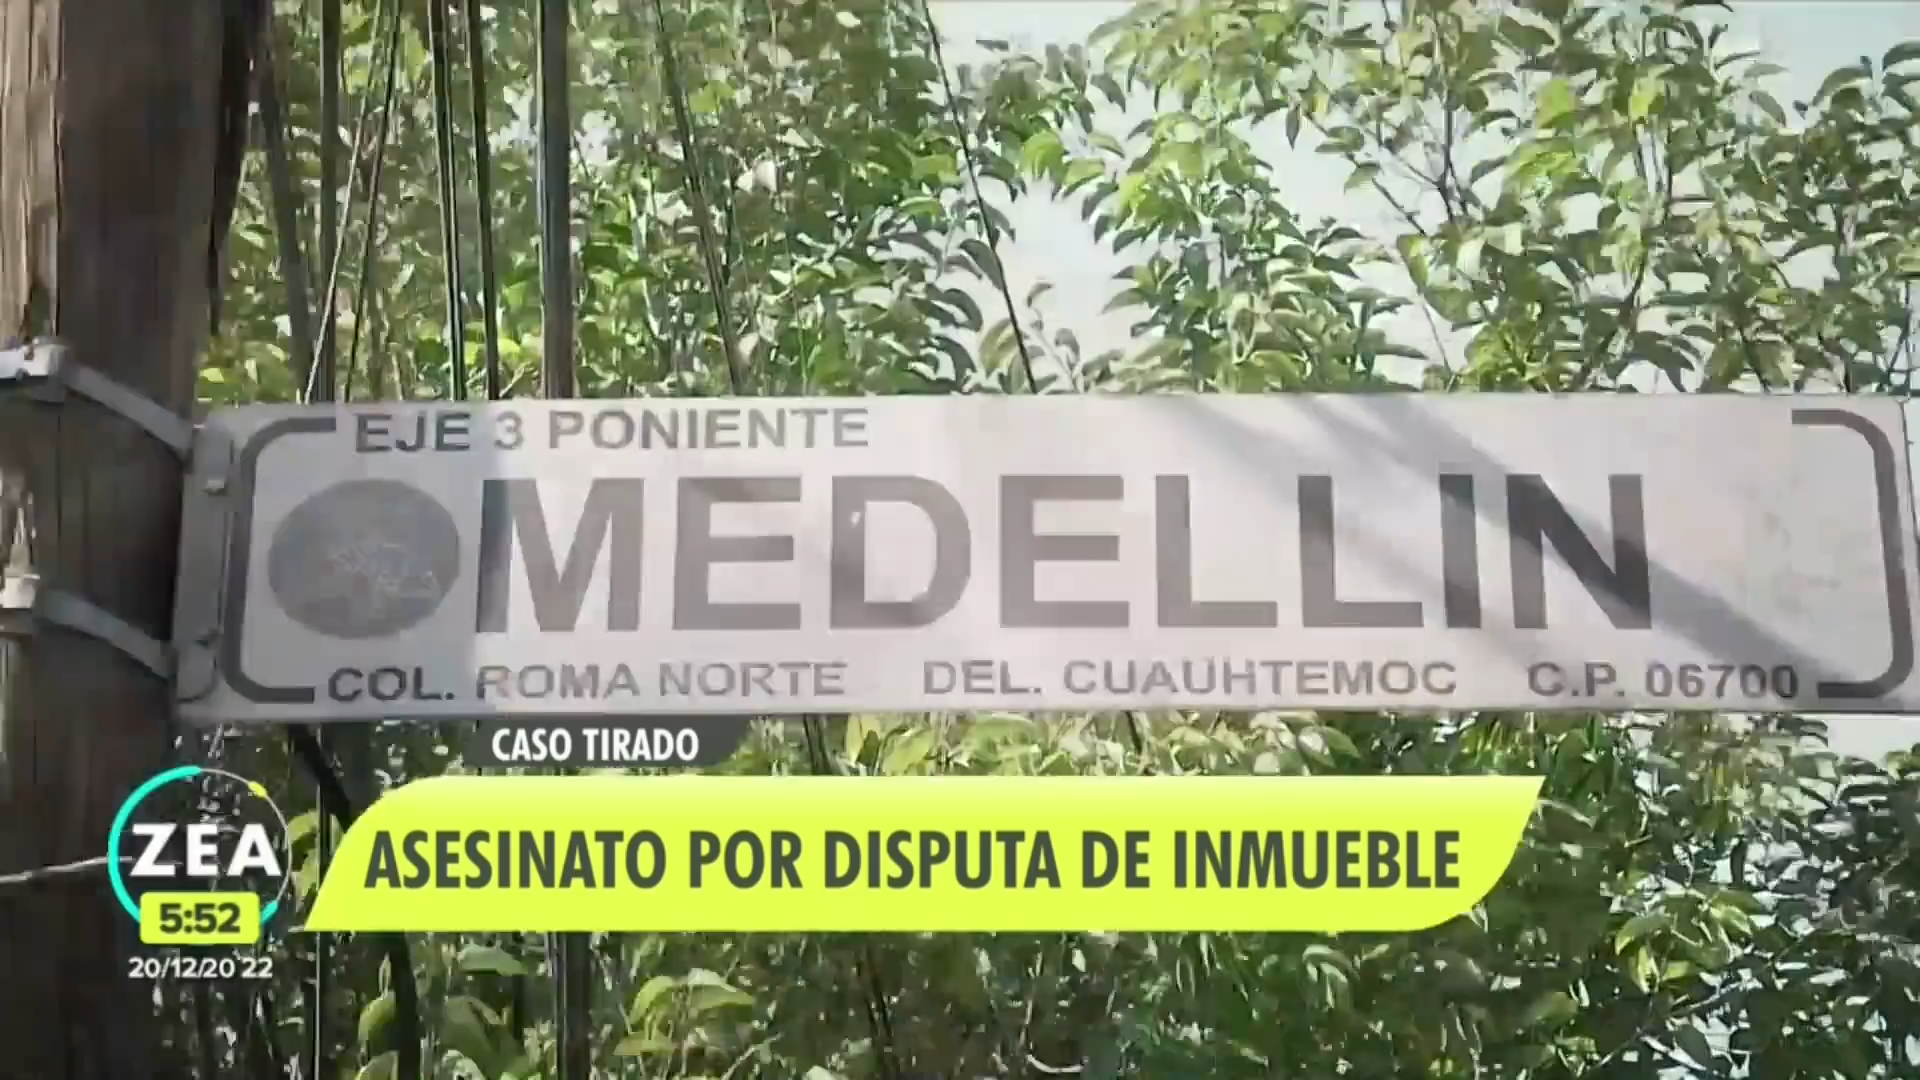 EJE 3 PONIENTE
MEDELLIN
COL. ROMA NORTE DEL. CUAUHTEMOC C.P. 06700
CASO TIRADO
ASESINATO POR DISPUTA DE INMUEBLE
ZEA
5:52
20/12/2022